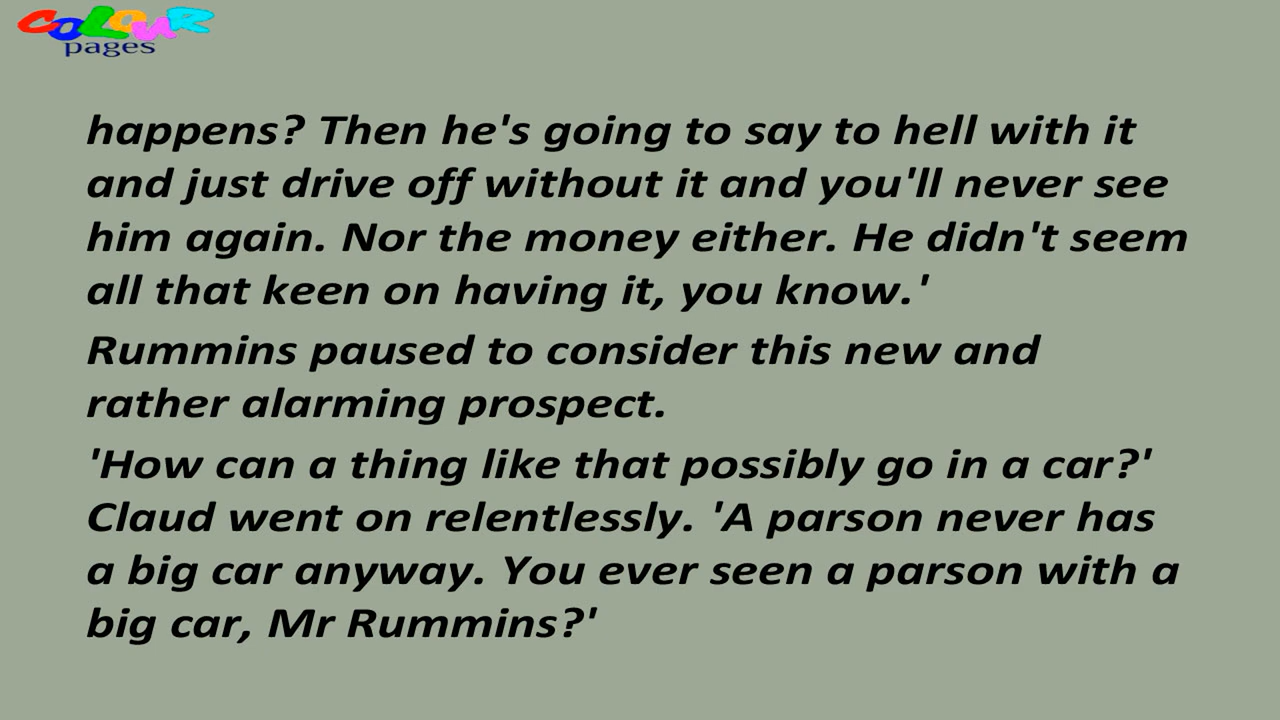 COLOUR
pages
happens? Then he's going to say to hell with it
and just drive off without it and you'll never see
him again. Nor the money either. He didn't seem
all that keen on having it, you know.'
Rummins paused to consider this new and
rather alarming prospect.
'How can a thing like that possibly go in a car?'
Claud went on relentlessly. 'A parson never has
a big car anyway. You ever seen a parson with a
big car, Mr Rummins?'